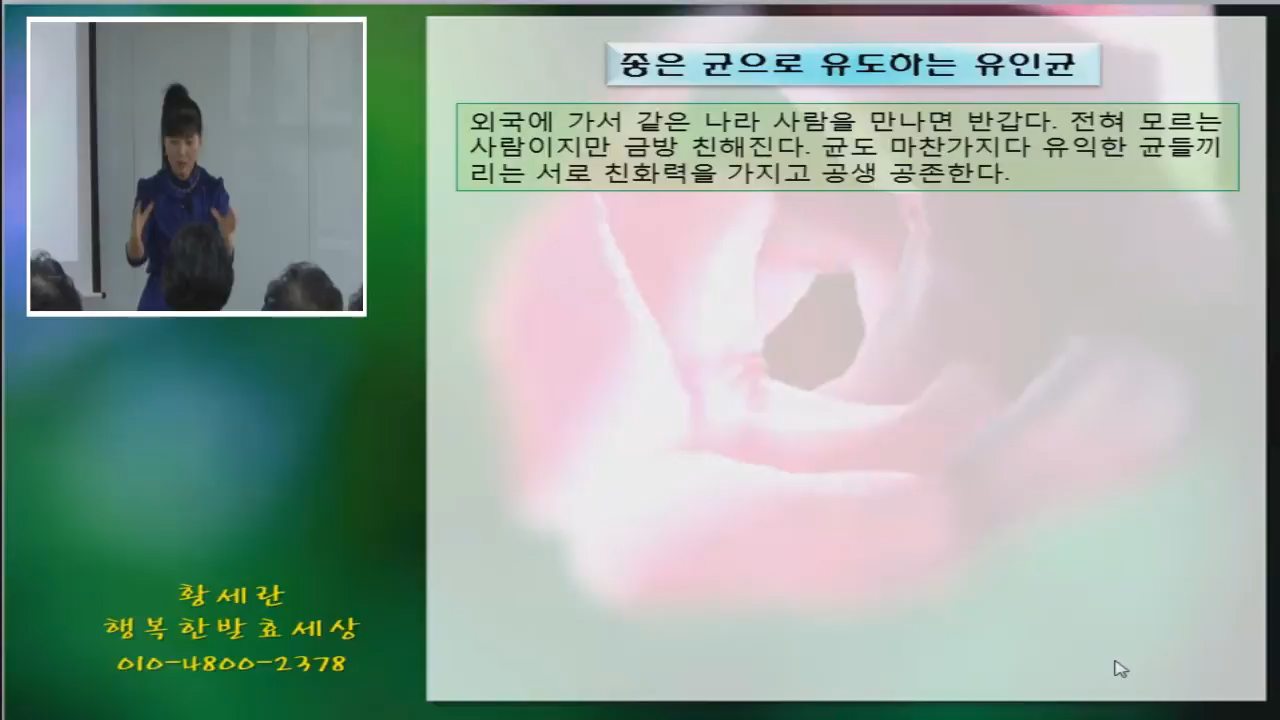 좋은 균으로 유도하는 유인균
외국에 가서 같은 나라 사람을 만나면 반갑다. 전혀 모르는
사람이지만 금방 친해진다. 균도 마찬가지다 유익한 균들끼
리는 서로 친화력을 가지고 공생 공존한다.
황세란
행복한발효세상
010-4800-2378